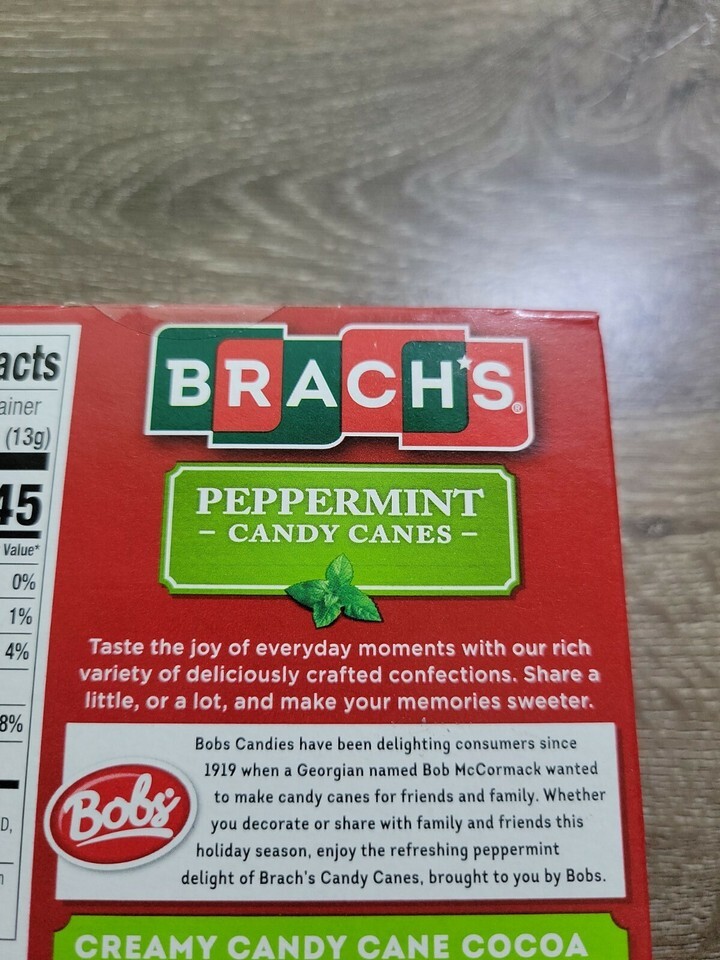 acts
ainer
(13g)
45
Value*
0%
1%
4%
8%
D,
BRACH'S®
PEPPERMINT
– CANDY CANES –
Taste the joy of everyday moments with our rich
variety of deliciously crafted confections. Share a
little, or a lot, and make your memories sweeter.
Bobs
Bobs Candies have been delighting consumers since
1919 when a Georgian named Bob McCormack wanted
to make candy canes for friends and family. Whether
you decorate or share with family and friends this
holiday season, enjoy the refreshing peppermint
delight of Brach's Candy Canes, brought to you by Bobs.
CREAMY CANDY CANE COCOA